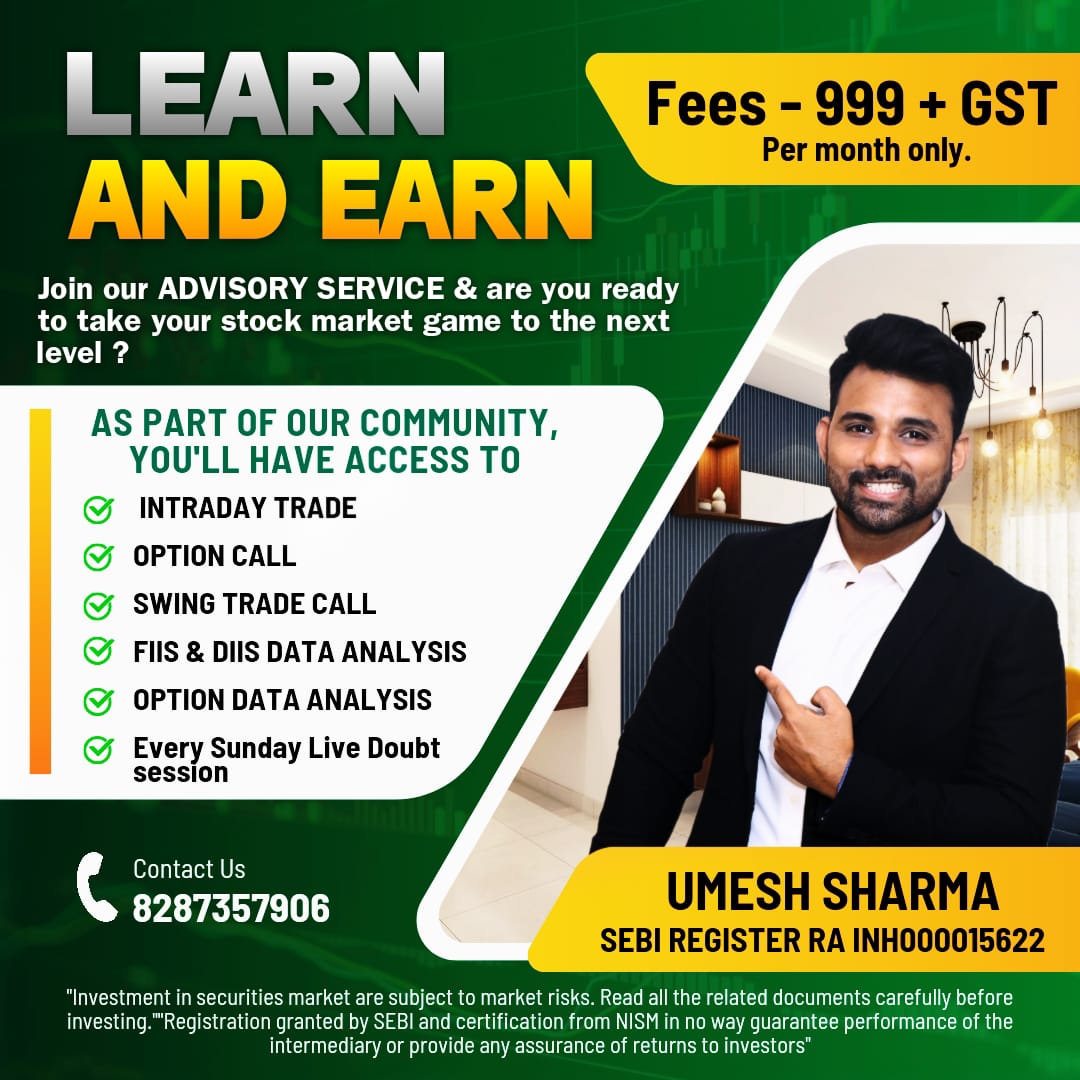 LEARN
AND EARN
Fees - 999 + GST
Per month only.
Join our ADVISORY SERVICE & are you ready
to take your stock market game to the next
level ?
AS PART OF OUR COMMUNITY,
YOU'LL HAVE ACCESS TO
INTRADAY TRADE
OPTION CALL
SWING TRADE CALL
FIIS & DIIS DATA ANALYSIS
OPTION DATA ANALYSIS
Every Sunday Live Doubt
session
Contact Us
8287357906
UMESH SHARMA
SEBI REGISTER RA INH000015622
"Investment in securities market are subject to market risks. Read all the related documents carefully before
investing.""Registration granted by SEBI and certification from NISM in no way guarantee performance of the
intermediary or provide any assurance of returns to investors"